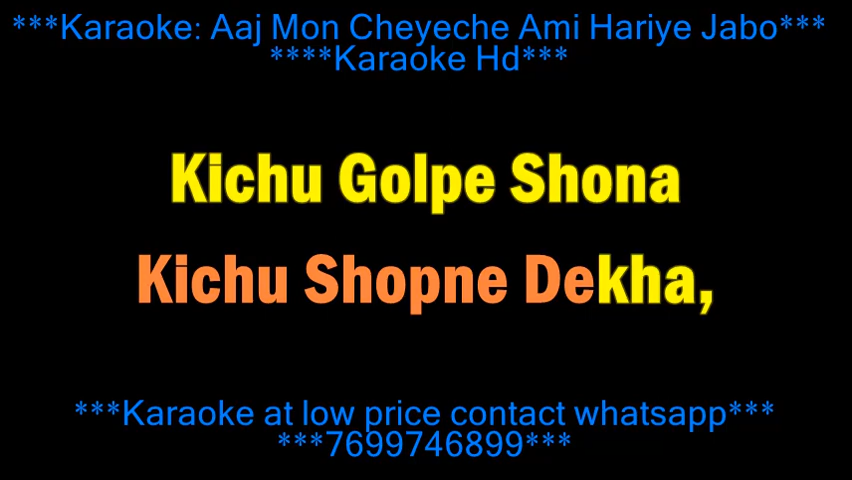 ***Karaoke: Aaj Mon Cheyeche Ami Hariye Jabo***
****Karaoke Hd***
Kichu Golpe Shona
Kichu Shopne Dekha,
***Karaoke at low price contact whatsapp***
***7699746899***